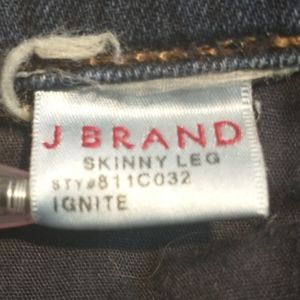 J BRAND
SKINNY LEG
STY#811C032
IGNITE